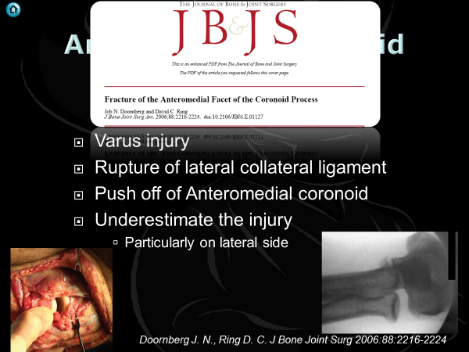 THE JOURNAL OF BONE & JOINT SURGERY
JB&JS
This is an enhanced PDF from The Journal of Bone and Joint Surgery
The PDF of the article you requested follows this cover page.
Fracture of the Anteromedial Facet of the Coronoid Process
Job N. Doornberg and David C. Ring
J Bone Joint Surg Am. 2006;88:2216-2224. doi:10.2106/JBJS.E.01127
Varus injury
Rupture of lateral collateral ligament
Push off of Anteromedial coronoid
Underestimate the injury
Particularly on lateral side
Doornberg J. N., Ring D. C. J Bone Joint Surg 2006:88:2216-2224